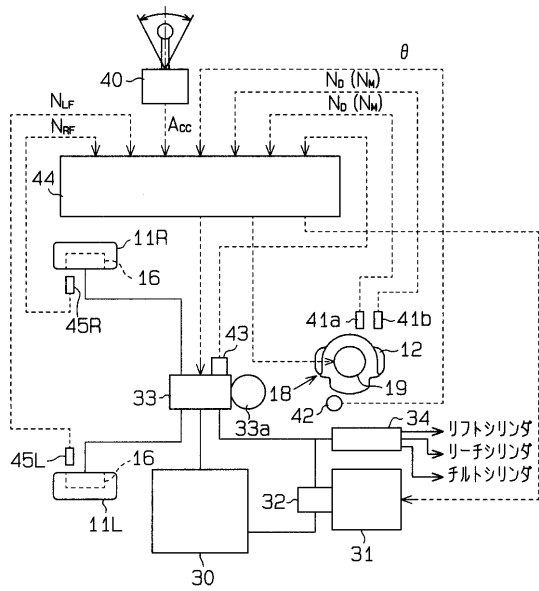 40
θ
N_D (N_M)
N_D (N_M)
N_LF
N_RF
A_CC
44
11R
16
45R
43
41a
41b
12
18
19
42
33
33a
34
リフトシリンダ
リーチシリンダ
チルトシリンダ
45L
16
11L
32
30
31